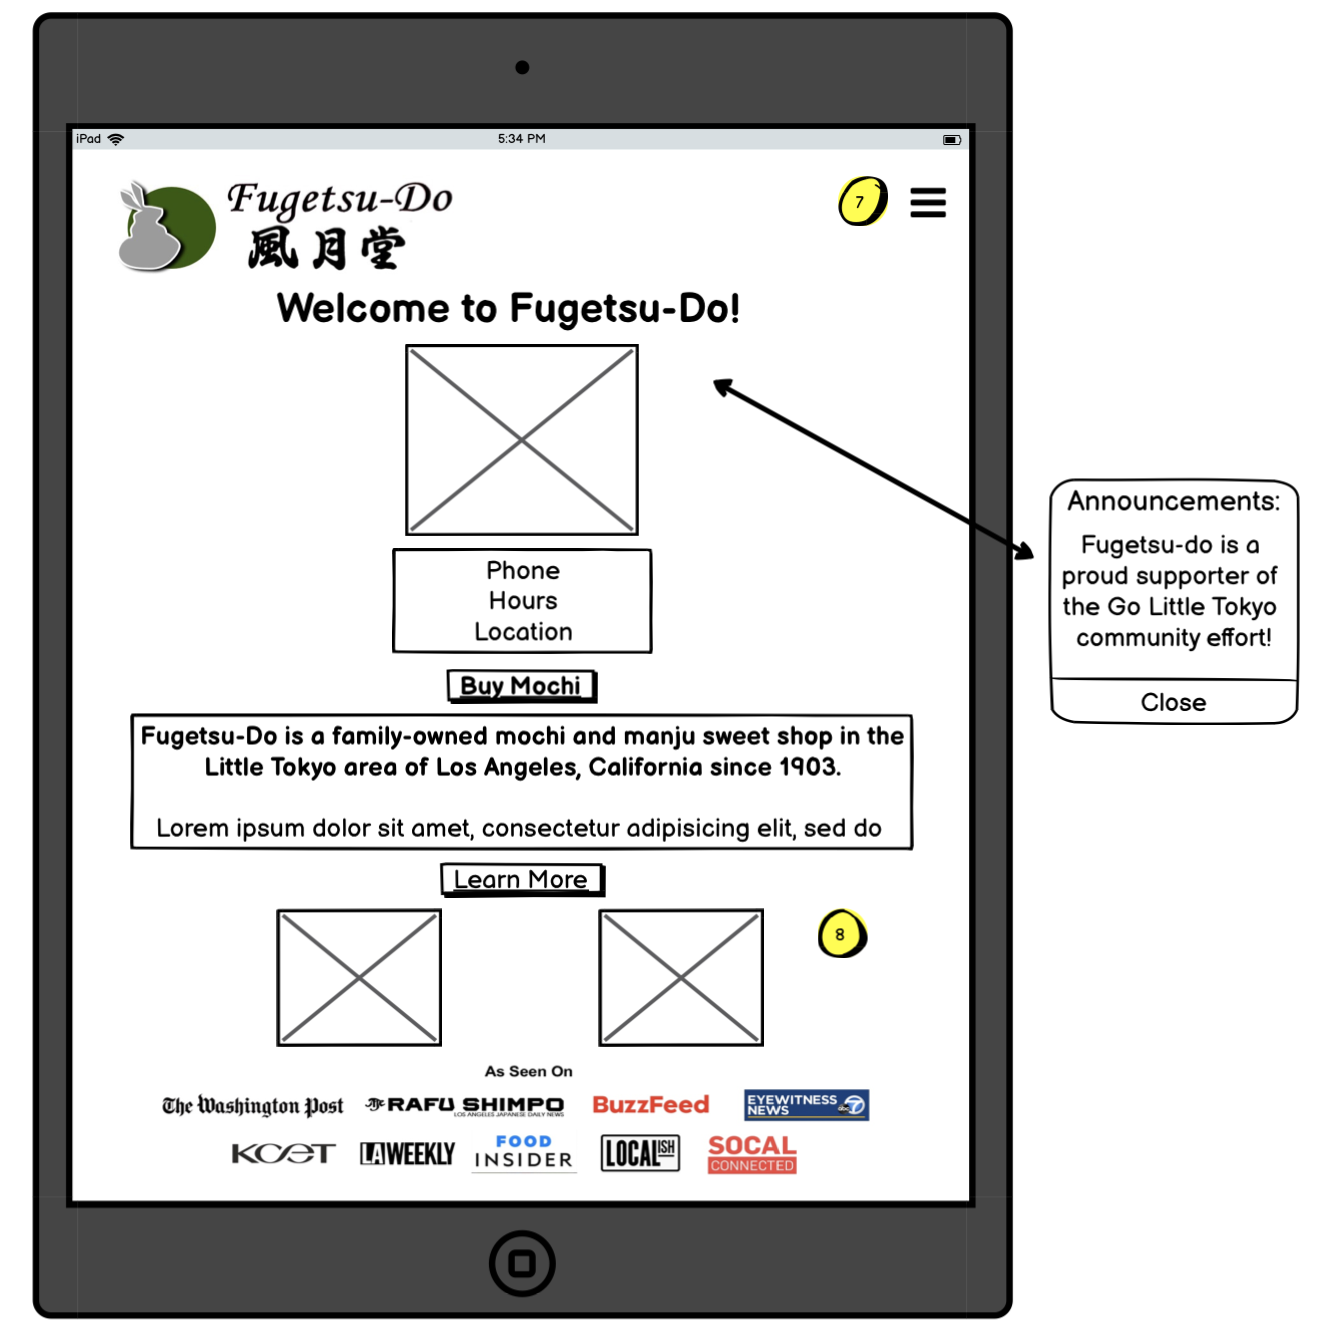 iPad
5:34 PM
Fugetsu-Do
風月堂
7
Welcome to Fugetsu-Do!
Phone
Hours
Location
Buy Mochi
Fugetsu-Do is a family-owned mochi and manju sweet shop in the
Little Tokyo area of Los Angeles, California since 1903.
Lorem ipsum dolor sit amet, consectetur adipisicing elit, sed do
Learn More
8
As Seen On
The Washington Post
The RAFU SHIMPO
LOS ANGELES JAPANESE DAILY NEWS
BuzzFeed
EYEWITNESS
NEWS
abc 7
KCET
LA WEEKLY
FOOD
INSIDER
LOCALISH
SOCAL
CONNECTED
Announcements:
Fugetsu-do is a
proud supporter of
the Go Little Tokyo
community effort!
Close